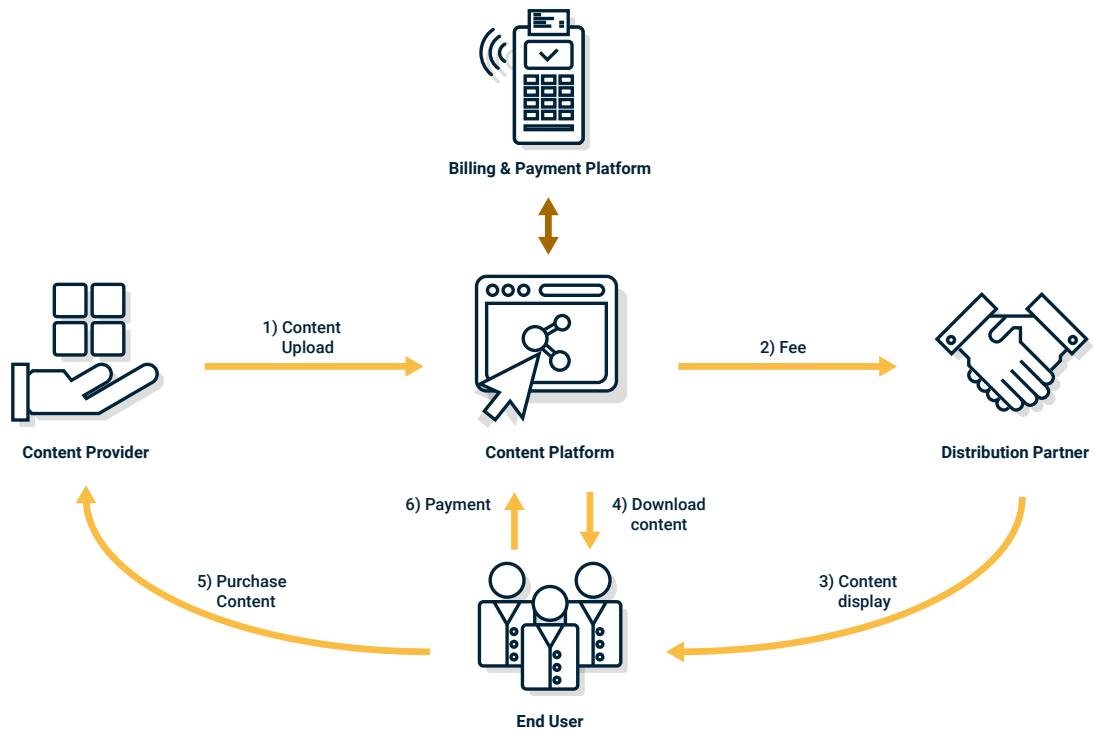 Billing & Payment Platform
1) Content
Upload
2) Fee
Content Provider
Content Platform
Distribution Partner
6) Payment
4) Download
content
5) Purchase
Content
3) Content
display
End User